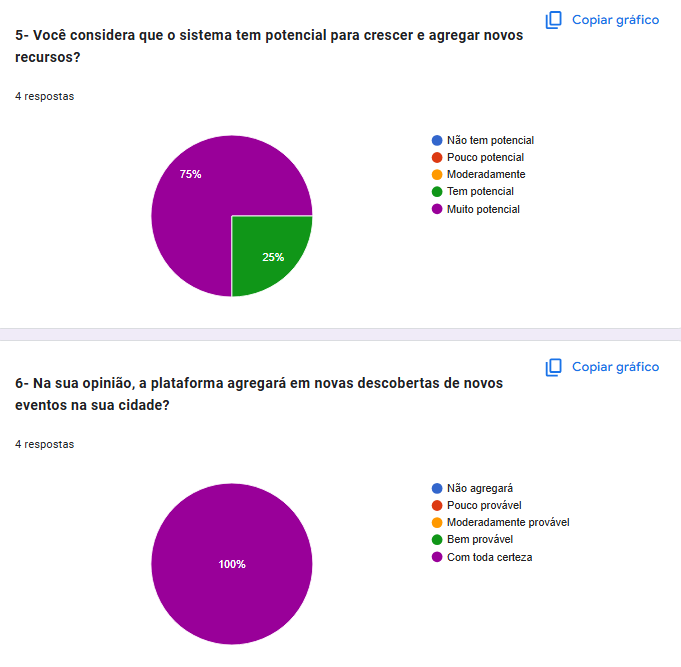 Copiar gráfico
5- Você considera que o sistema tem potencial para crescer e agregar novos
recursos?
4 respostas
75%
25%
Não tem potencial
Pouco potencial
Moderadamente
Tem potencial
Muito potencial
Copiar gráfico
6- Na sua opinião, a plataforma agregará em novas descobertas de novos
eventos na sua cidade?
4 respostas
100%
Não agregará
Pouco provável
Moderadamente provável
Bem provável
Com toda certeza